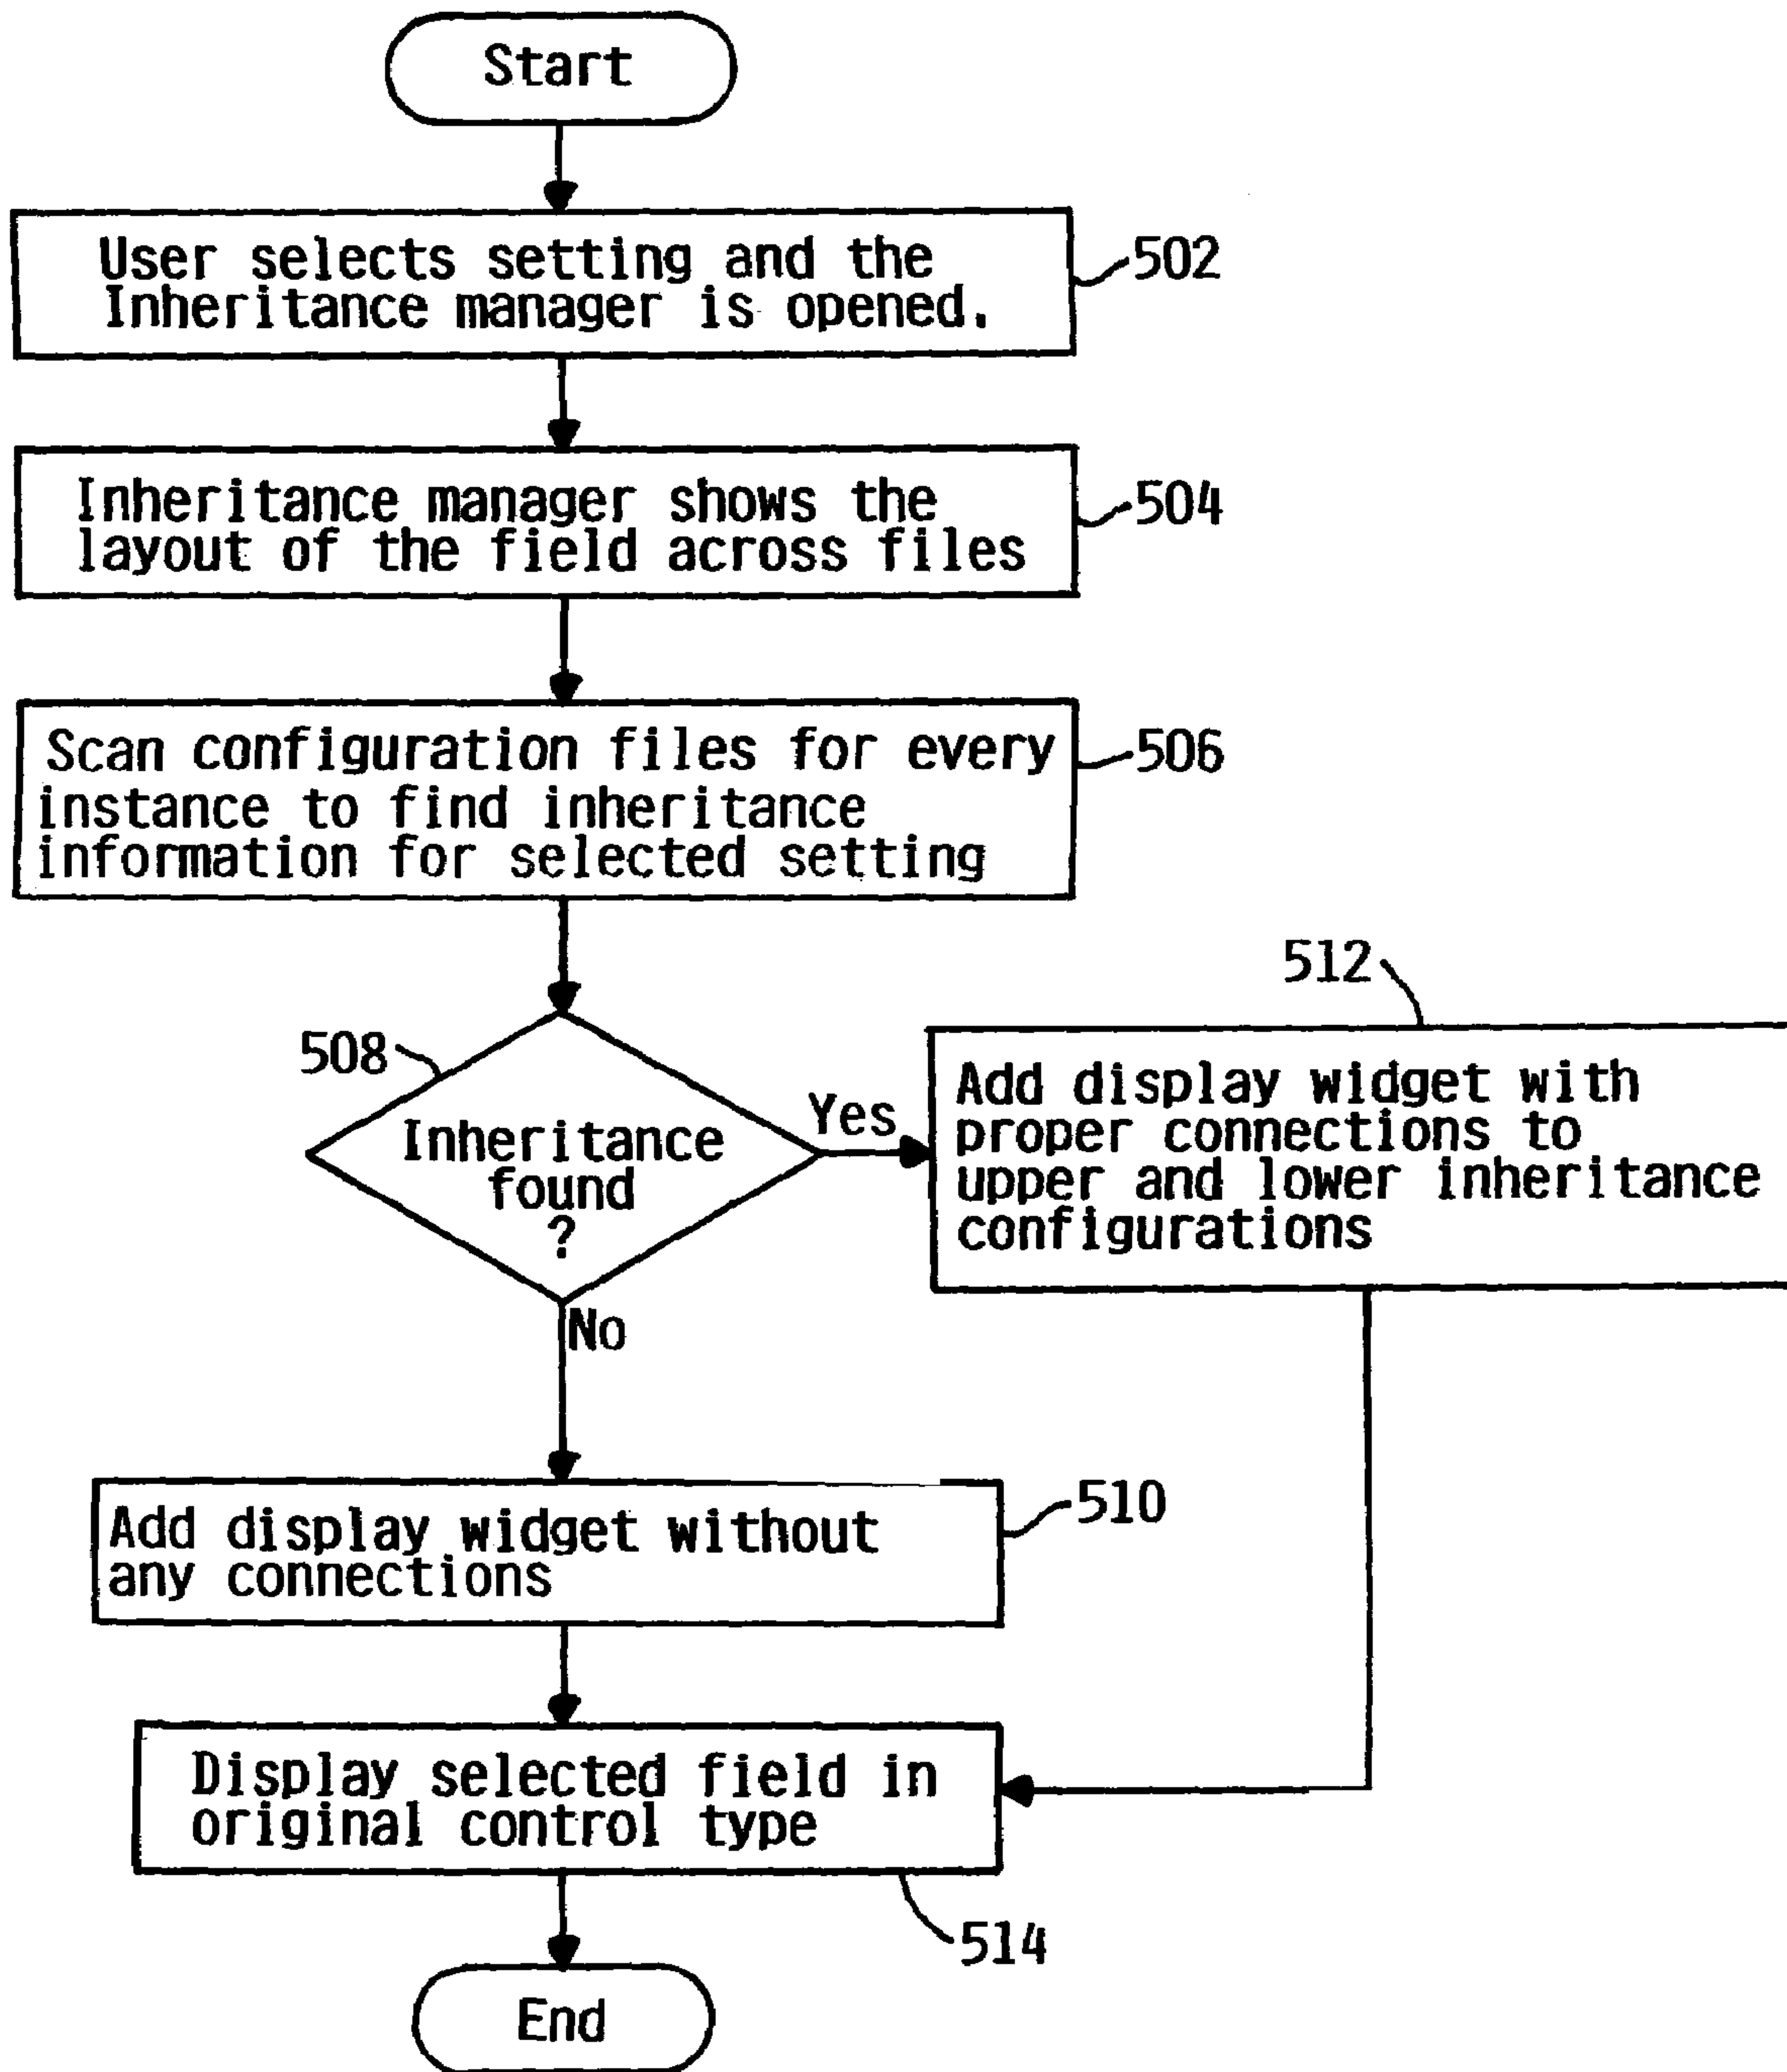 Start
User selects setting and the
Inheritance manager is opened.
502
Inheritance manager shows the
layout of the field across files
504
Scan configuration files for every
instance to find inheritance
information for selected setting
506
508
Inheritance
found
?
Yes
512
Add display widget with
proper connections to
upper and lower inheritance
configurations
No
Add display widget without
any connections
510
Display selected field in
original control type
514
End